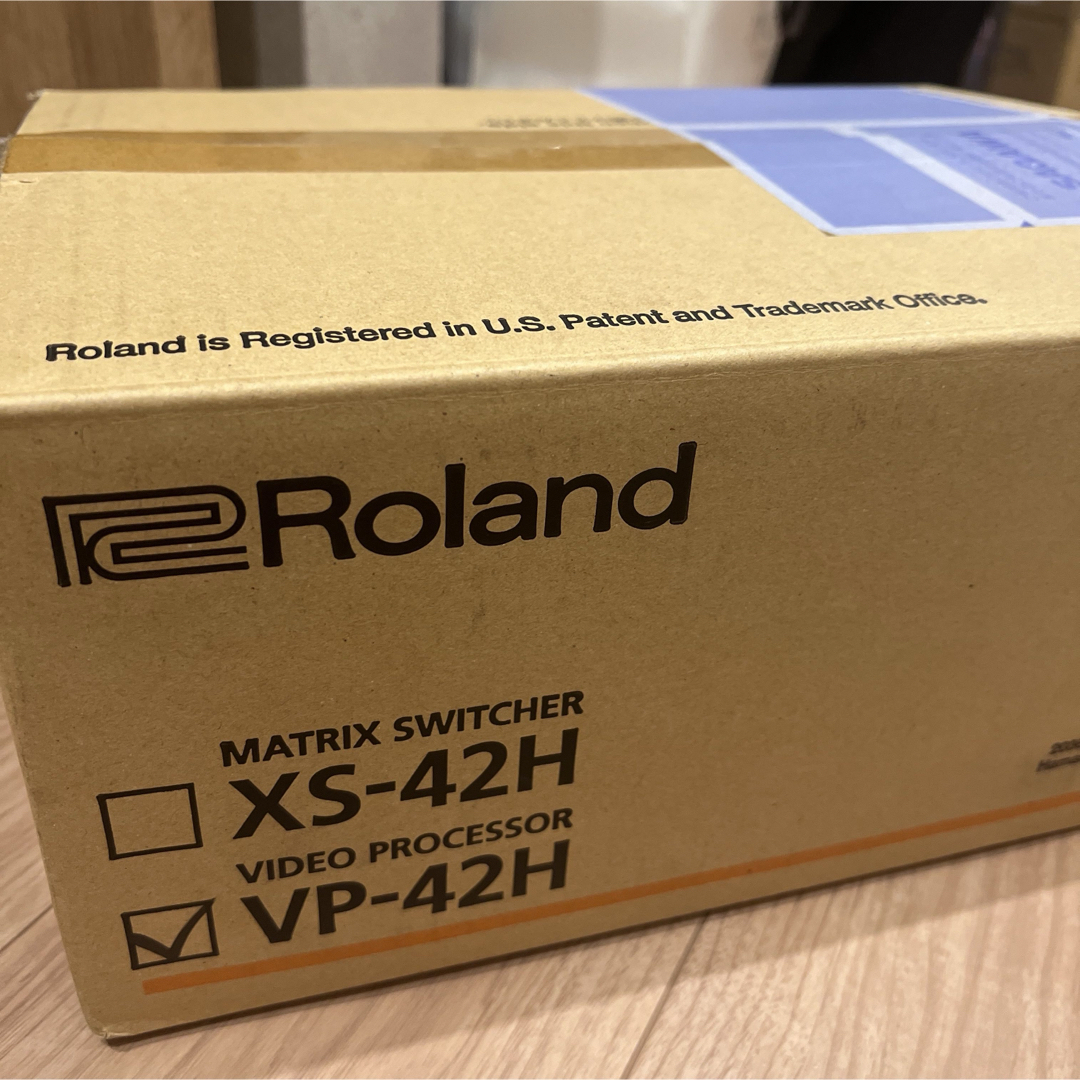 Roland is Registered in U.S. Patent and Trademark Office.
Roland
MATRIX SWITCHER
XS-42H
VIDEO PROCESSOR
VP-42H